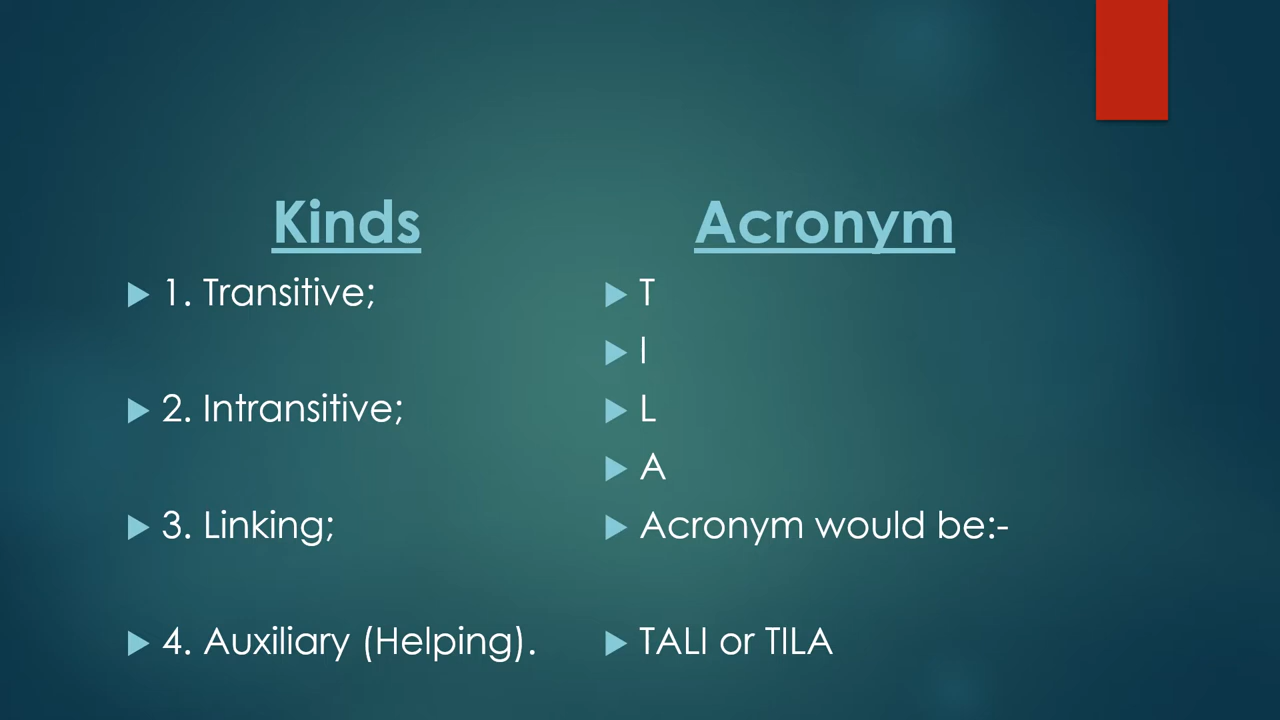 Kinds
1. Transitive;
2. Intransitive;
3. Linking;
4. Auxiliary (Helping).
Acronym
T
I
L
A
Acronym would be:-
TALI or TILA